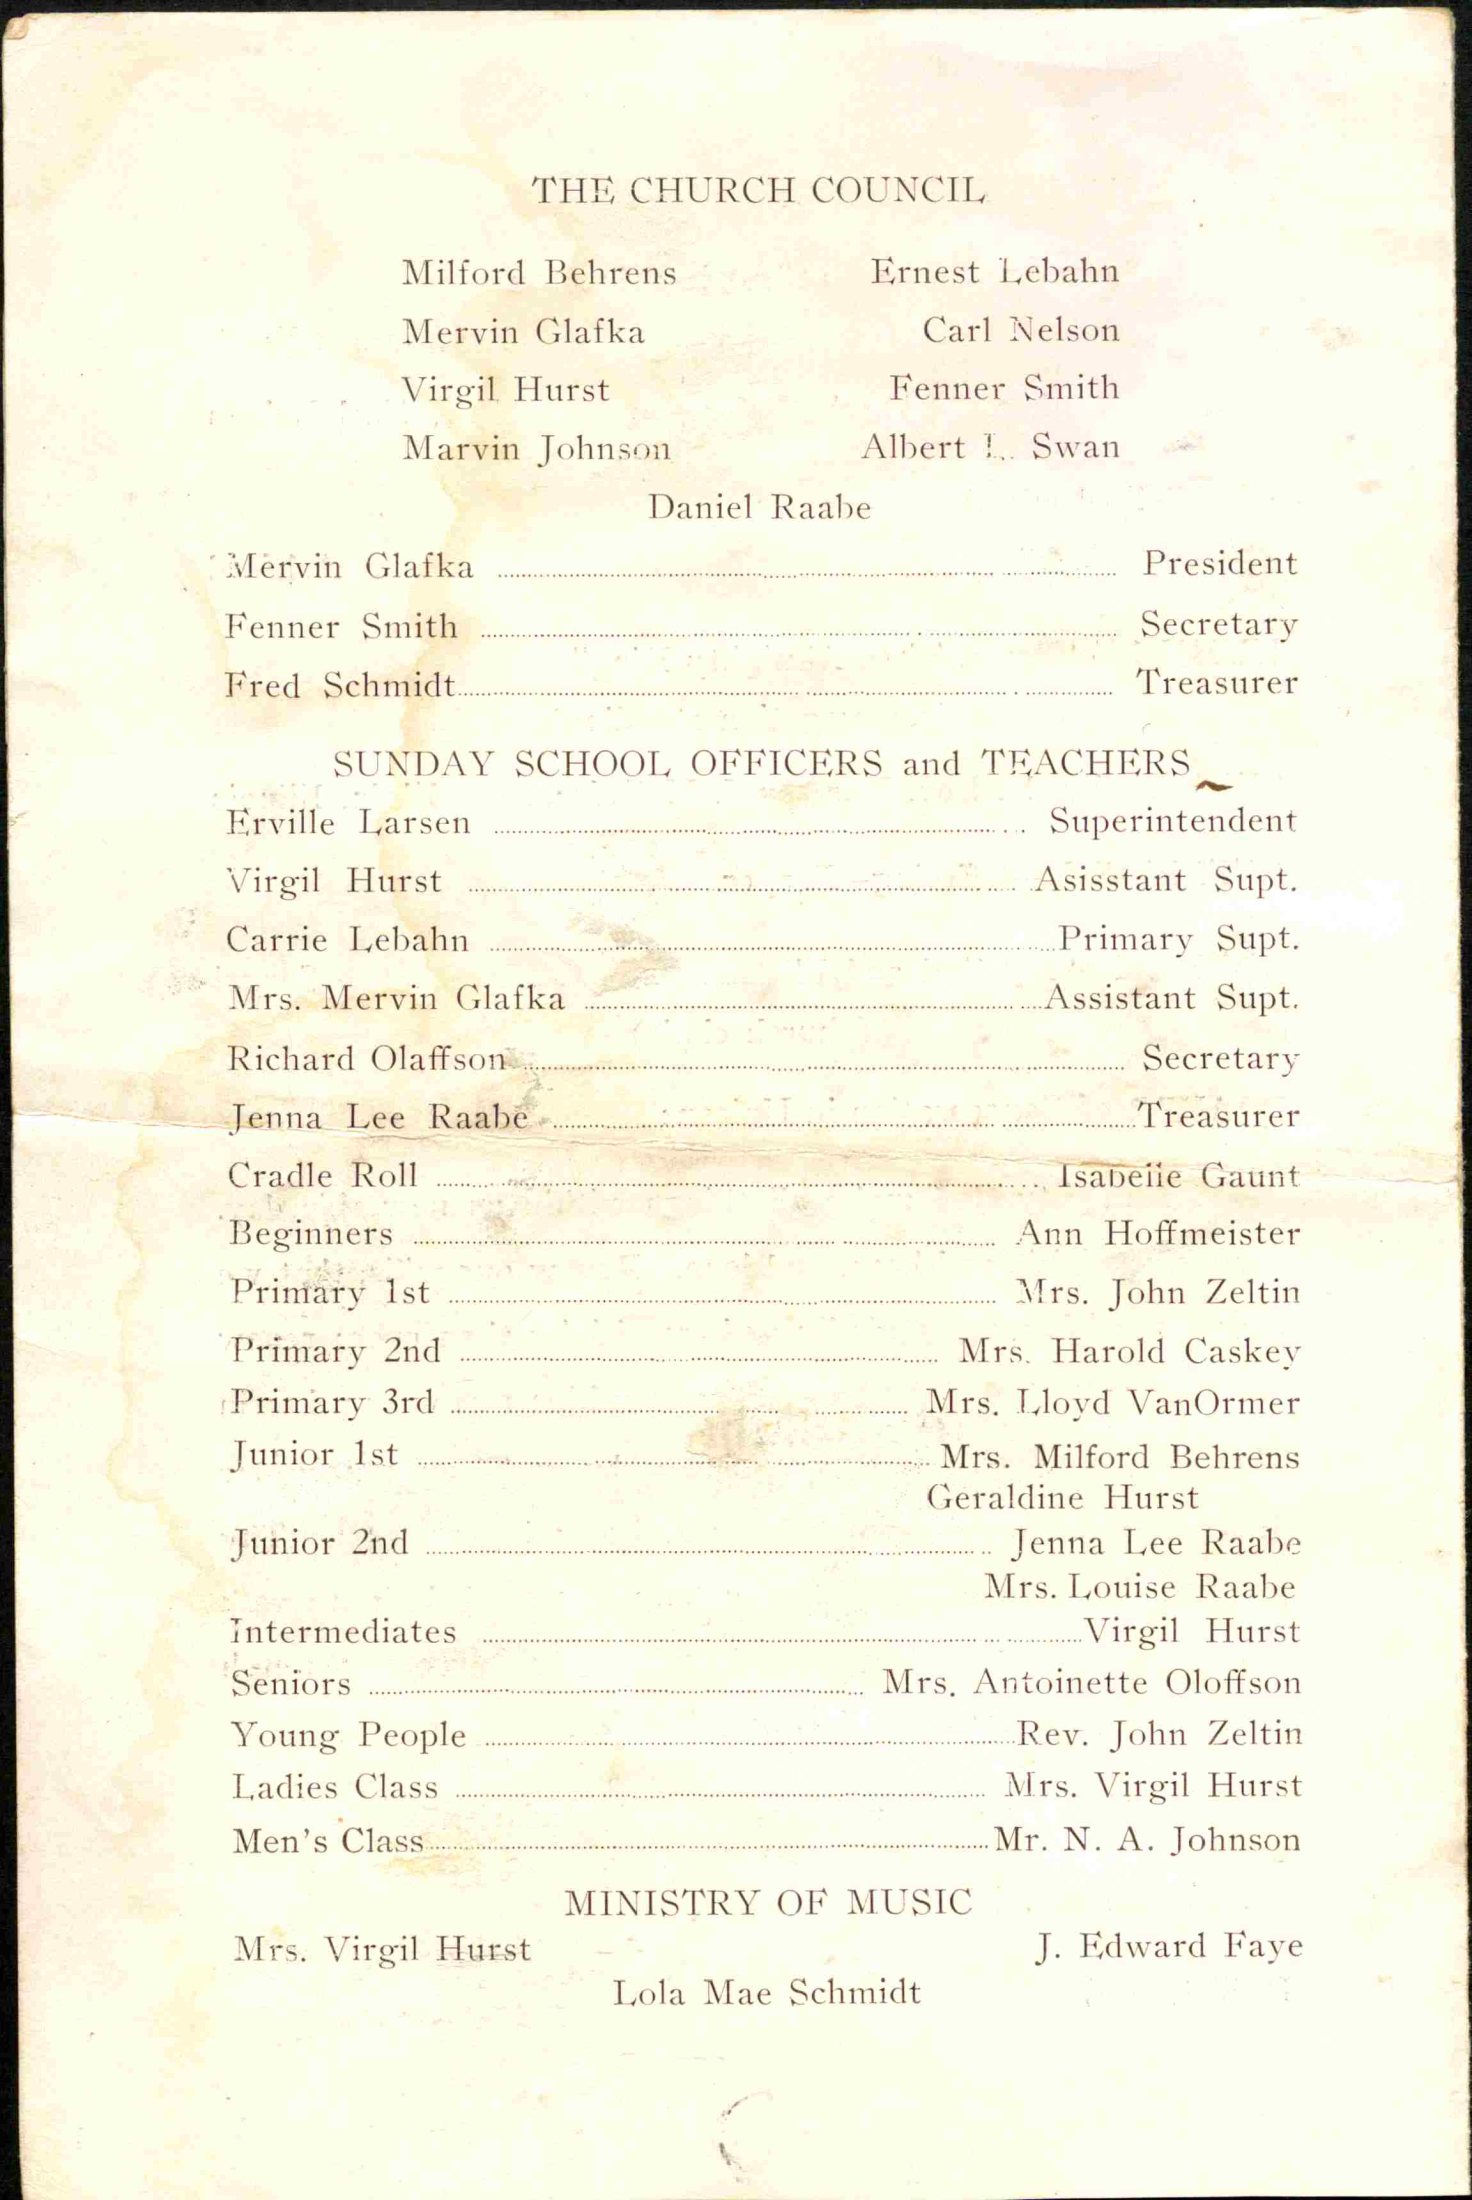 THE CHURCH COUNCIL
Milford Behrens Ernest Lebahn
Mervin Glafka Carl Nelson
Virgil Hurst Fenner Smith
Marvin Johnson Albert L. Swan
Daniel Raabe
Mervin Glafka President
Fenner Smith Secretary
Fred Schmidt Treasurer
SUNDAY SCHOOL OFFICERS and TEACHERS
Erville Larsen Superintendent
Virgil Hurst Asisstant Supt.
Carrie Lebahn Primary Supt.
Mrs. Mervin Glafka Assistant Supt.
Richard Olaffson Secretary
Jenna Lee Raabe Treasurer
Cradle Roll Isabelle Gaunt
Beginners Ann Hoffmeister
Primary 1st Mrs. John Zeltin
Primary 2nd Mrs. Harold Caskey
Primary 3rd Mrs. Lloyd VanOrmer
Junior 1st Mrs. Milford Behrens
Geraldine Hurst
Junior 2nd Jenna Lee Raabe
Mrs. Louise Raabe
Intermediates Virgil Hurst
Seniors Mrs. Antoinette Oloffson
Young People Rev. John Zeltin
Ladies Class Mrs. Virgil Hurst
Men's Class Mr. N. A. Johnson
MINISTRY OF MUSIC
Mrs. Virgil Hurst J. Edward Faye
Lola Mae Schmidt